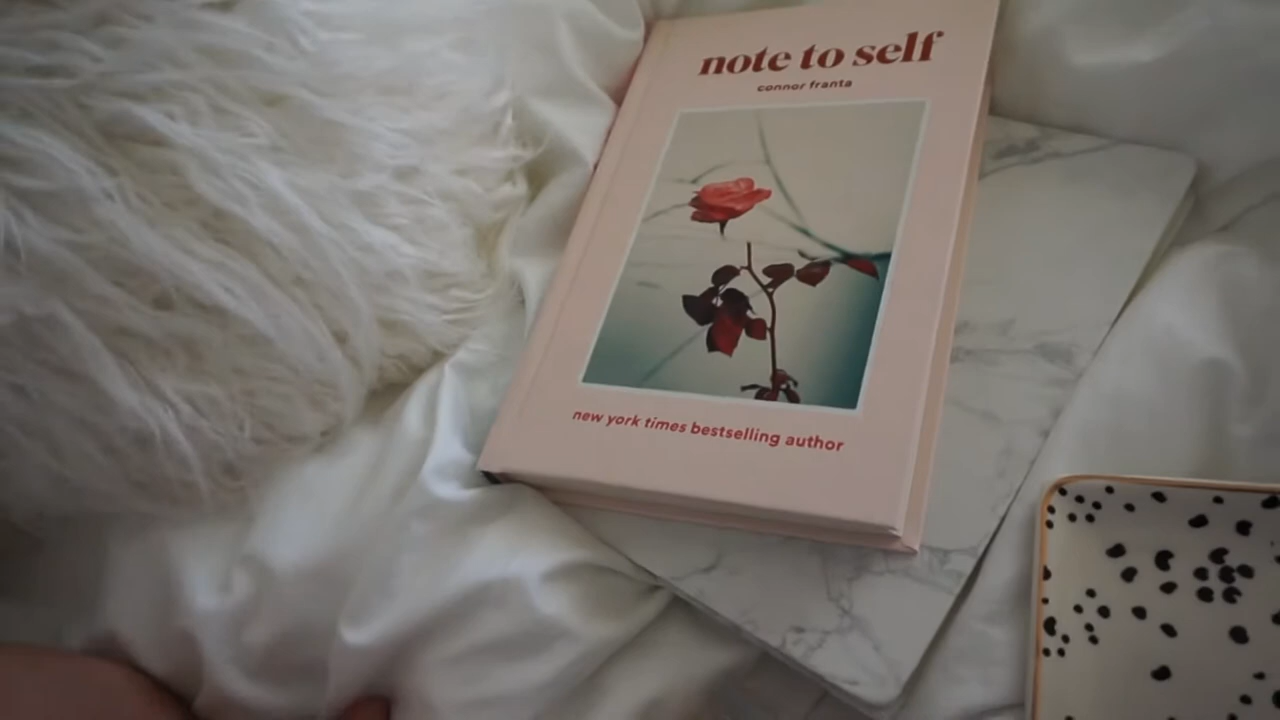 note to self
connor franta
new york times bestselling author